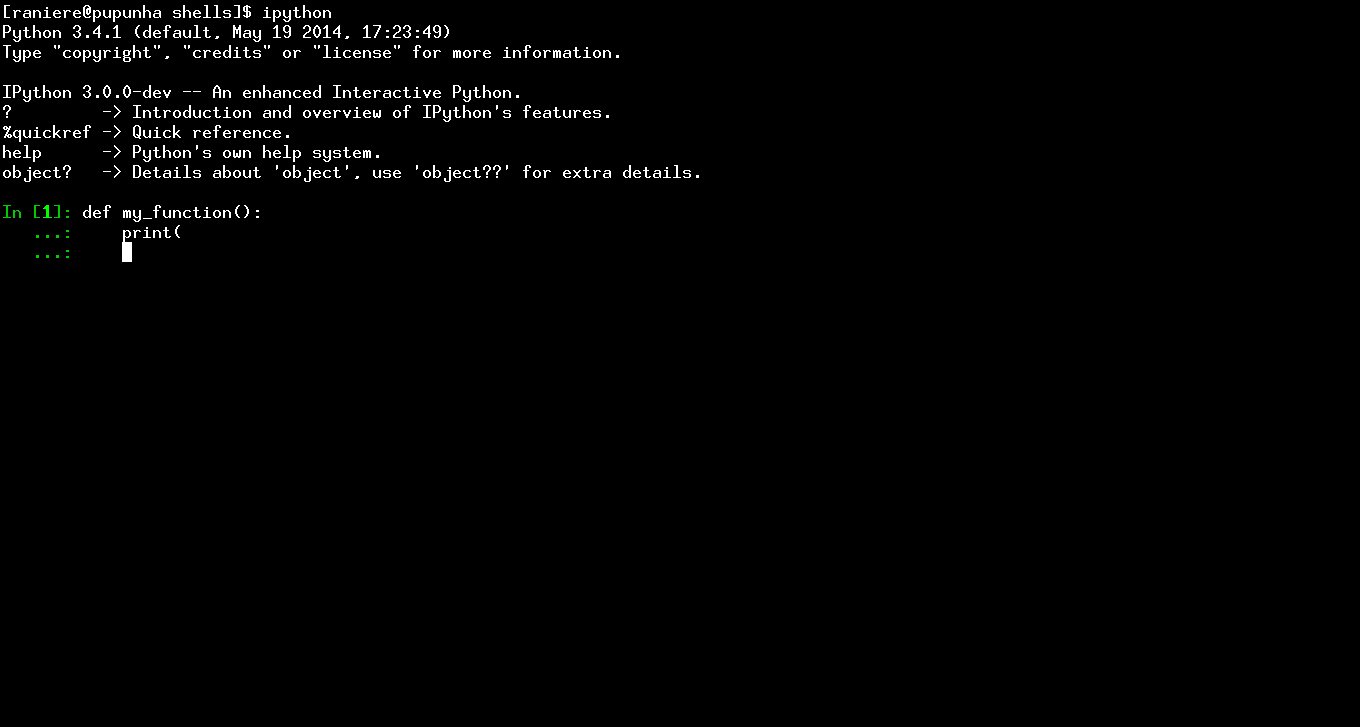 [raniere@pupunha shells]$ ipython
Python 3.4.1 (default, May 19 2014, 17:23:49)
Type "copyright", "credits" or "license" for more information.

IPython 3.0.0-dev -- An enhanced Interactive Python.
?         -> Introduction and overview of IPython's features.
%quickref -> Quick reference.
help      -> Python's own help system.
object?   -> Details about 'object', use 'object??' for extra details.

In [1]: def my_function():
   ...:     print(
   ...: